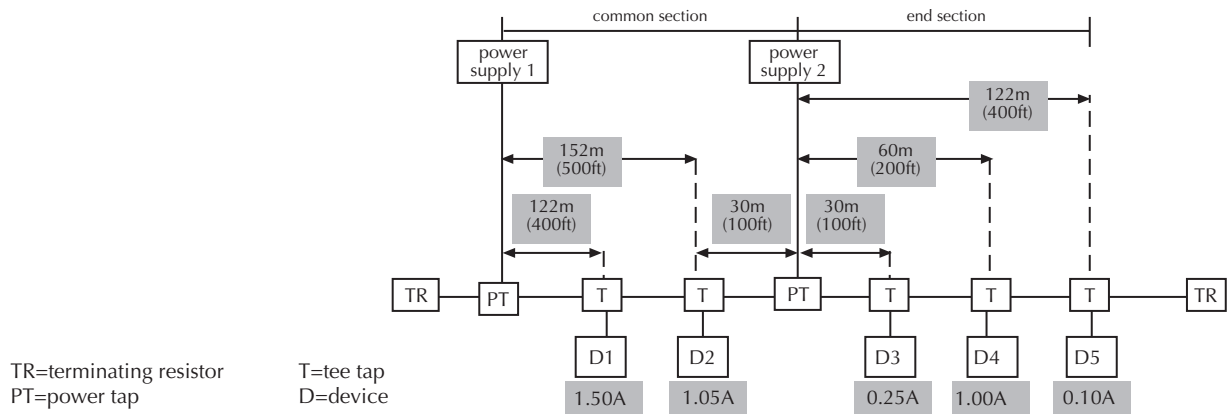 common section
end section
power
supply 1
power
supply 2
122m
(400ft)
152m
(500ft)
60m
(200ft)
122m
(400ft)
30m
(100ft)
30m
(100ft)
TR
PT
T
T
PT
T
T
T
TR
D1
D2
D3
D4
D5
TR=terminating resistor
T=tee tap
PT=power tap
D=device
1.50A
1.05A
0.25A
1.00A
0.10A